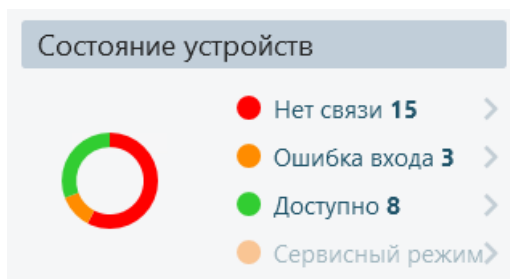 Состояние устройств
Нет связи 15
Ошибка входа 3
Доступно 8
Сервисный режим